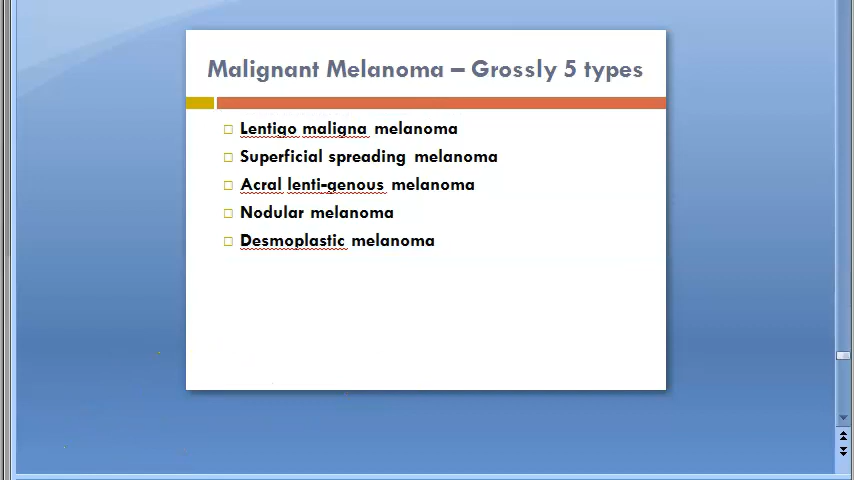 Malignant Melanoma – Grossly 5 types
Lentigo maligna melanoma
Superficial spreading melanoma
Acral lenti-genous melanoma
Nodular melanoma
Desmoplastic melanoma